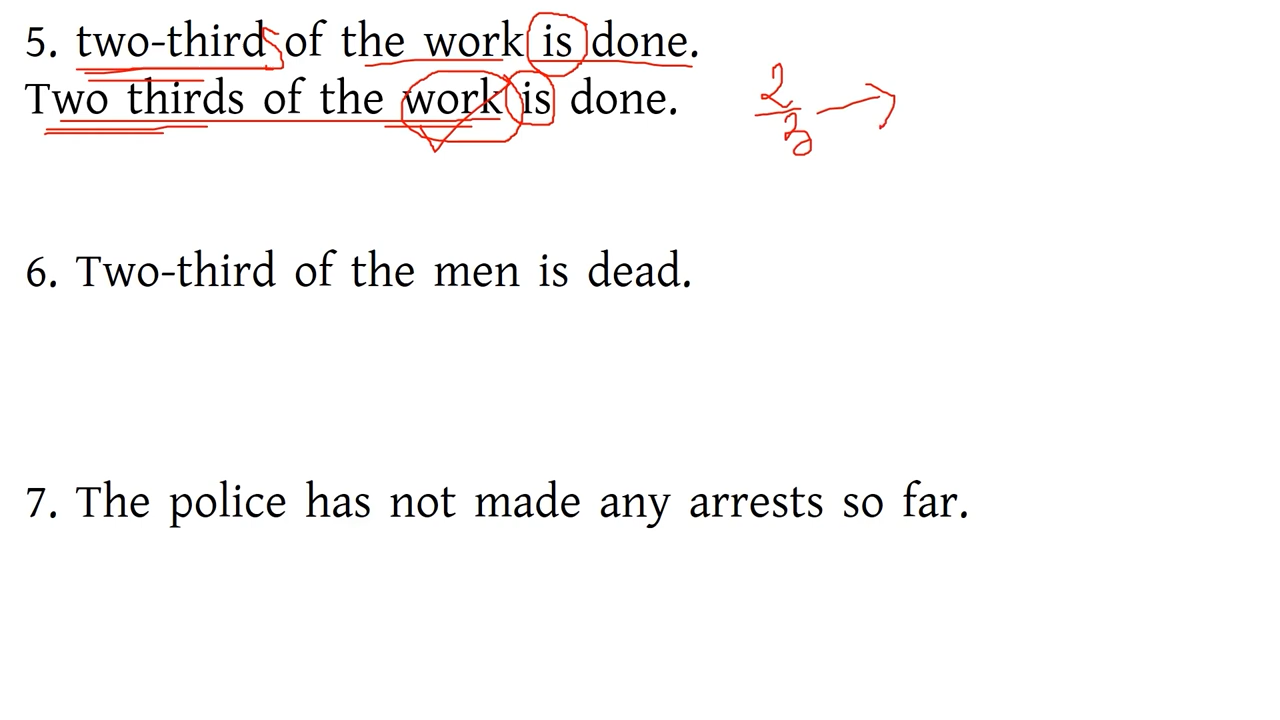 5. two-thirds of the work is done.
Two thirds of the work is done.
2
3
6. Two-third of the men is dead.
7. The police has not made any arrests so far.